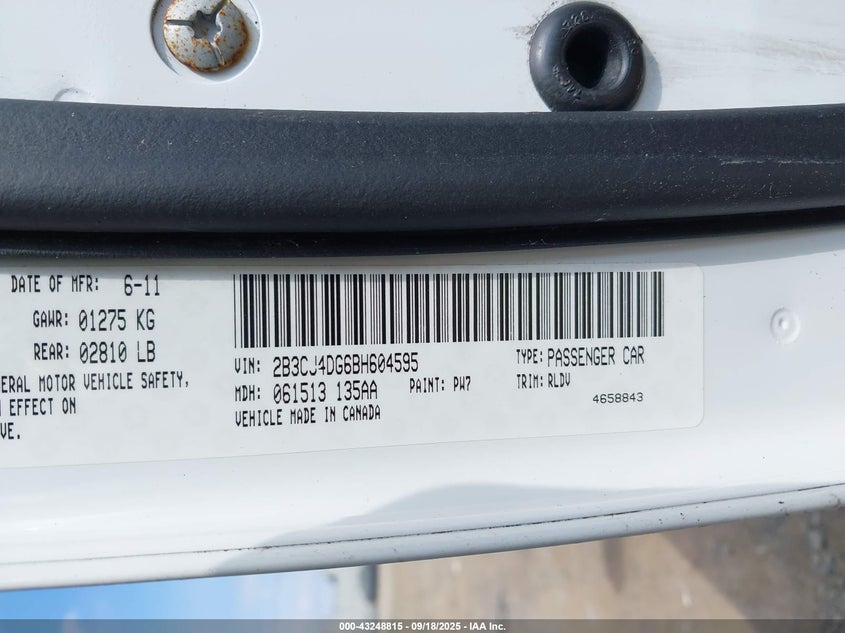 DATE OF MFR: 6-11
GAWR: 01275 KG
REAR: 02810 LB
ERAL MOTOR VEHICLE SAFETY,
EFFECT ON
VE.
VIN: 2B3CJ4DG6BH604595
TYPE: PASSENGER CAR
MDH: 061513 135AA PAINT: PW7
TRIM: RLDV
VEHICLE MADE IN CANADA
4658843
000-43248815 - 09/18/2025 - IAA Inc.